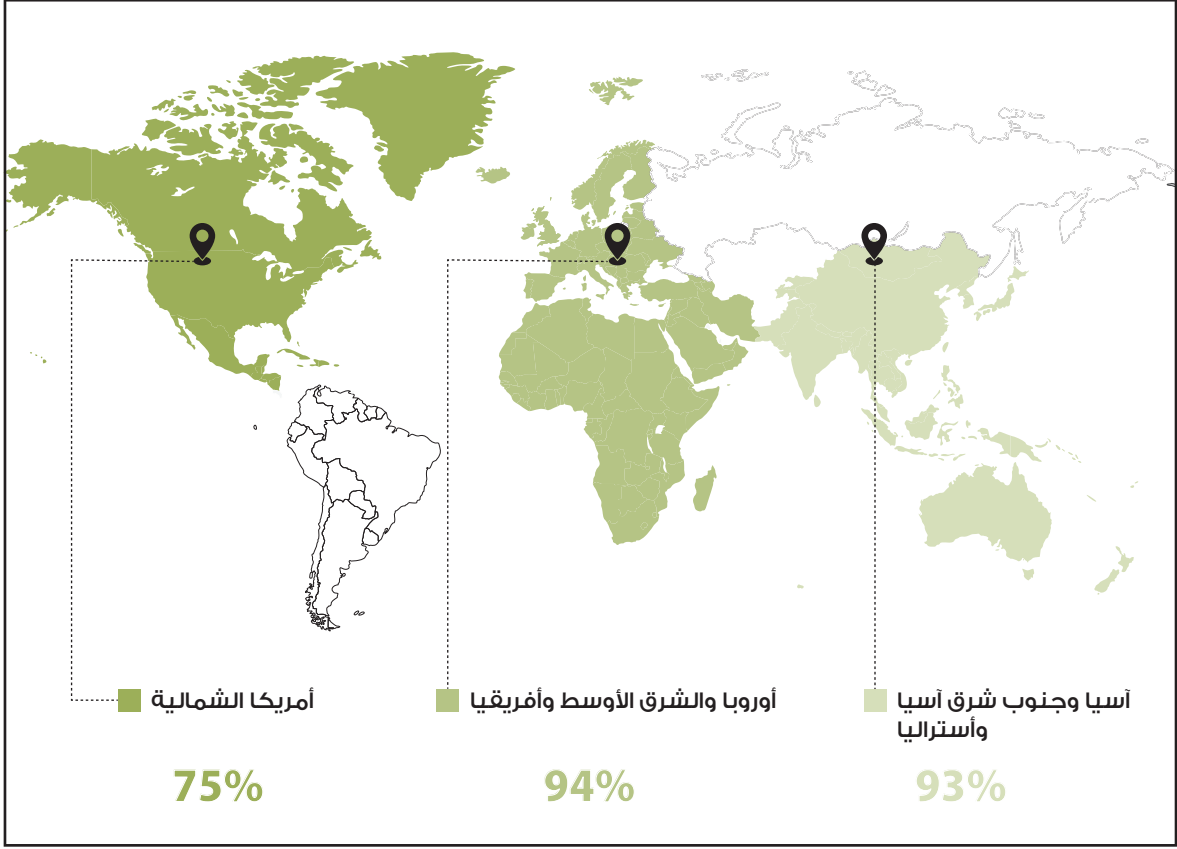 آسيا وجنوب شرق آسيا
وأستراليا
93%
أوروبا والشرق الأوسط وأفريقيا
94%
أمريكا الشمالية
75%